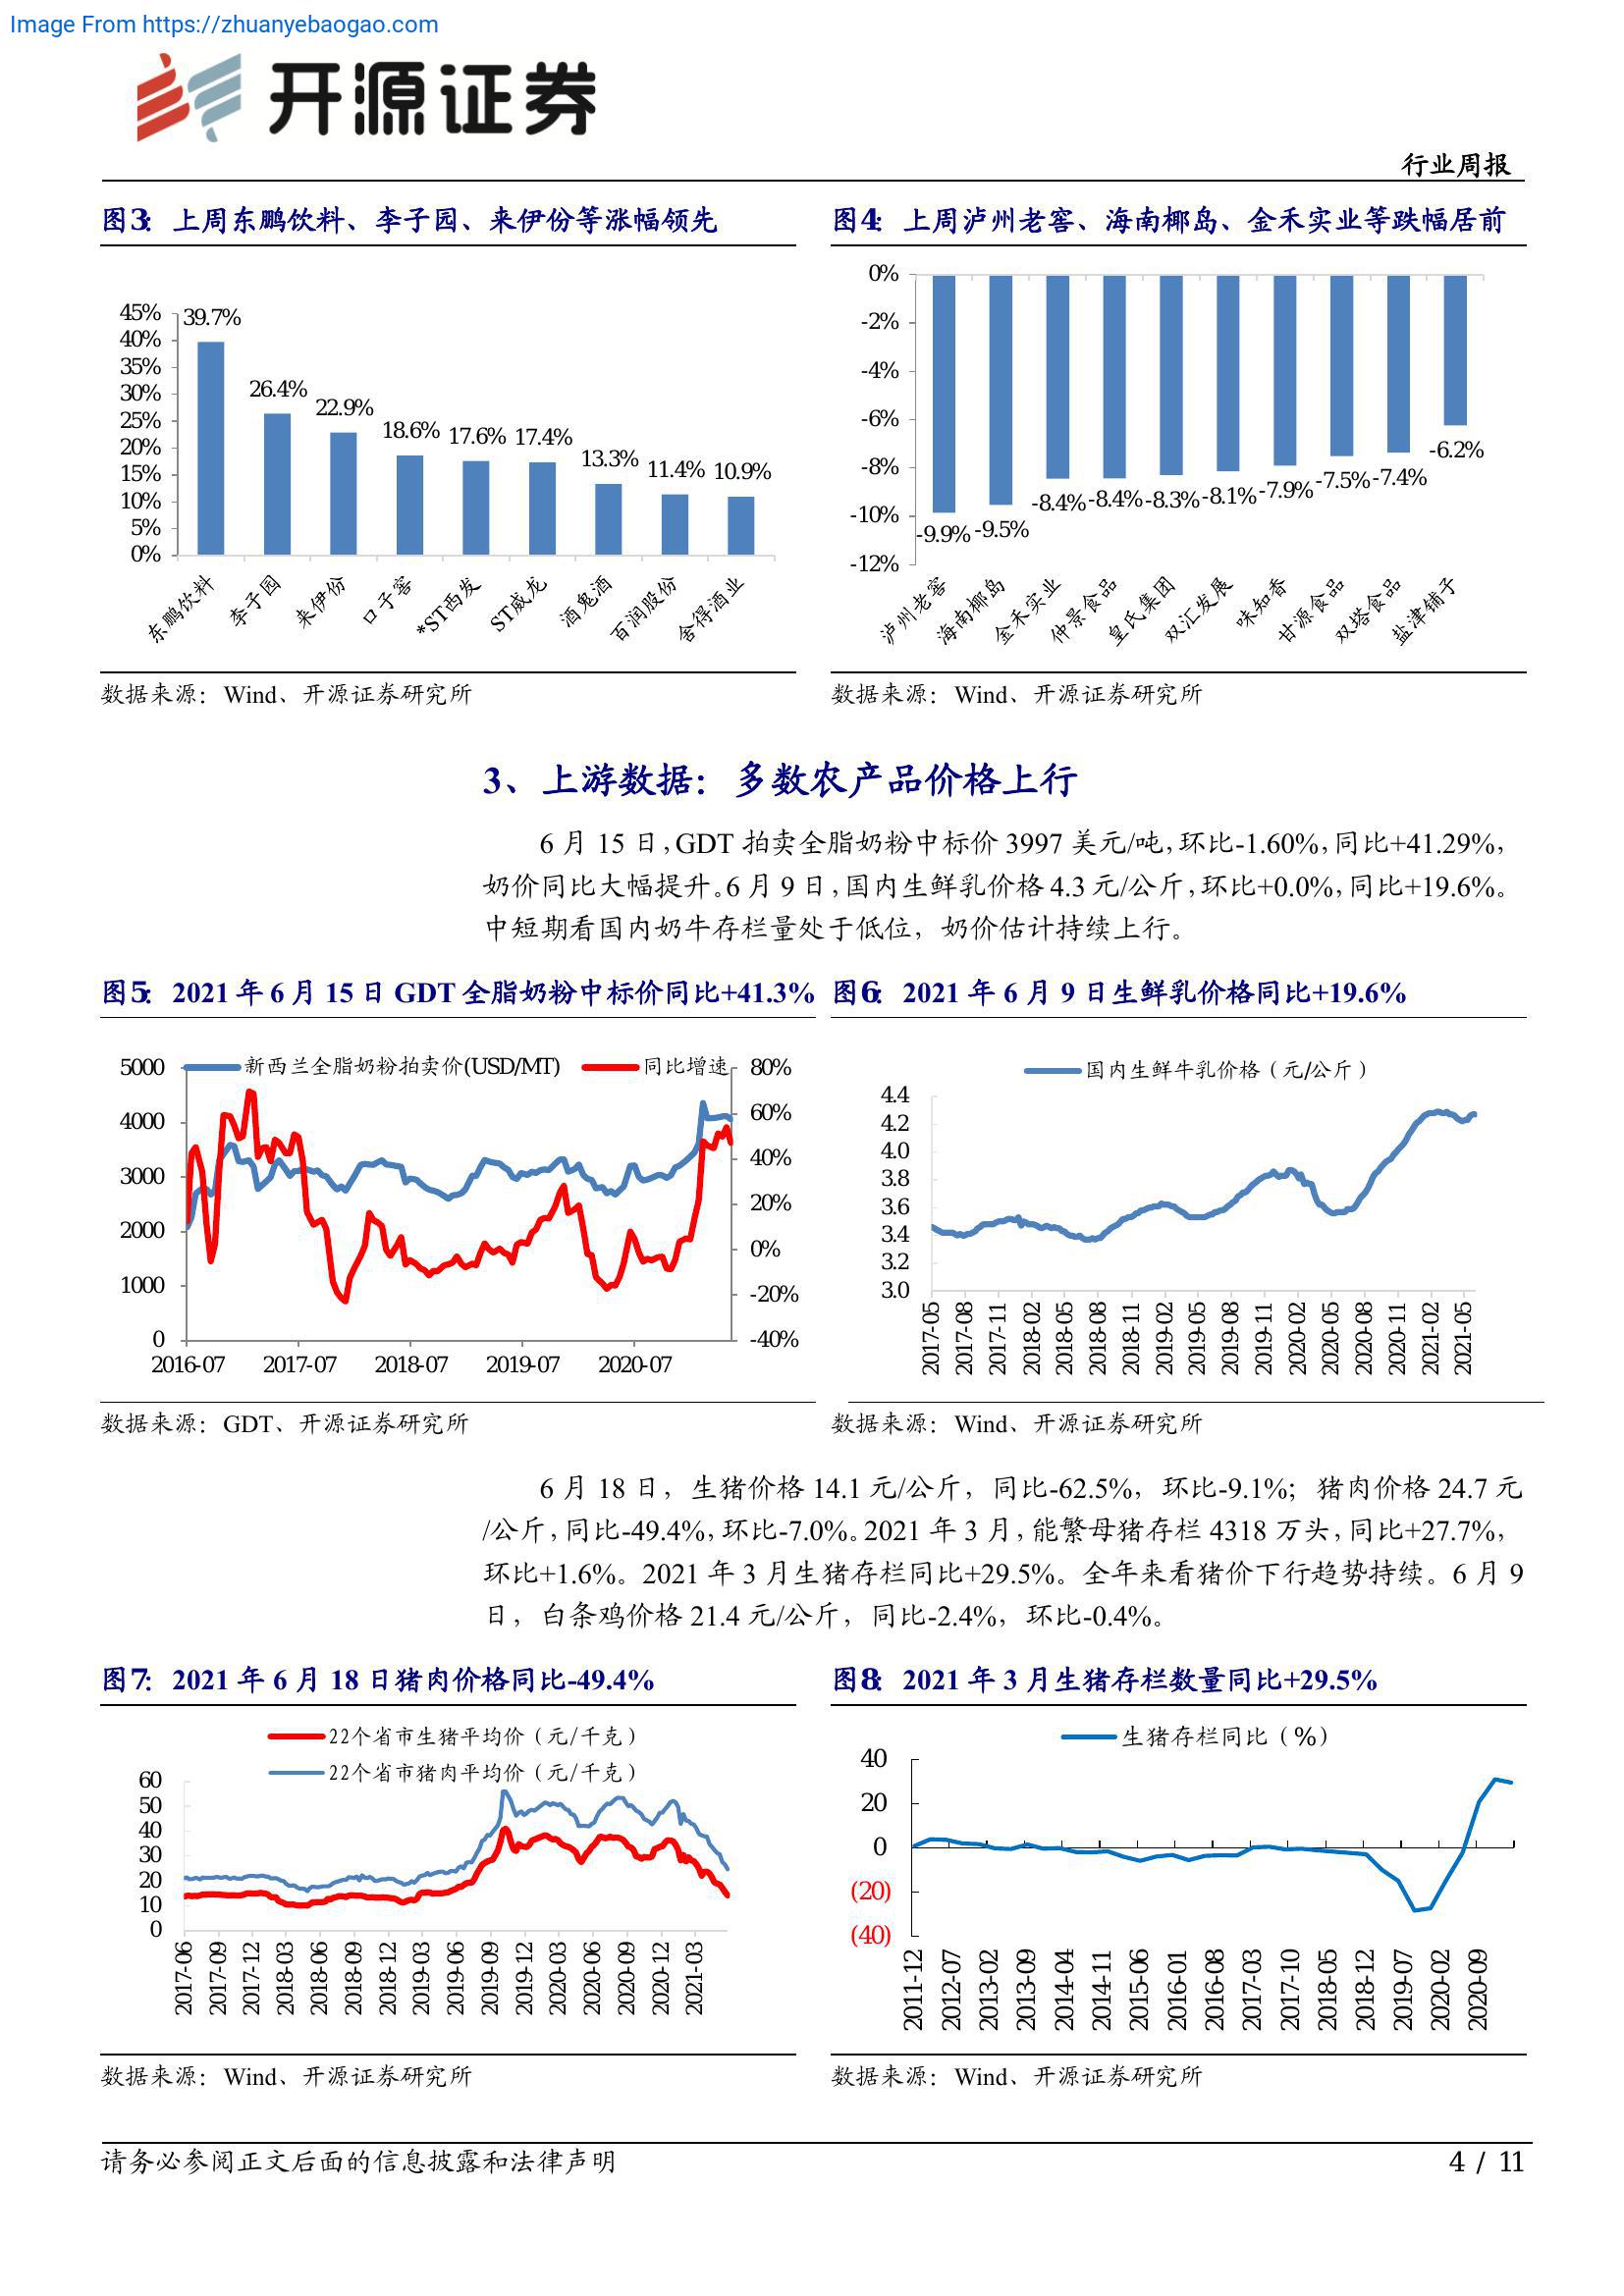 Image From https://zhuanyebaogao.com
开源证券
行业周报
图3： 上周东鹏饮料、李子园、来伊份等涨幅领先
45%
40%
35%
30%
25%
20%
15%
10%
5%
0%
39.7%
26.4%
22.9%
18.6%
17.6%
17.4%
13.3%
11.4%
10.9%
东鹏饮料
李子园
来伊份
口子窖
*ST西发
ST威龙
酒鬼酒
百润股份
舍得酒业
数据来源：Wind、开源证券研究所
图4： 上周泸州老窖、海南椰岛、金禾实业等跌幅居前
0%
-2%
-4%
-6%
-8%
-10%
-12%
-9.9%
-9.5%
-8.4%
-8.4%
-8.3%
-8.1%
-7.9%
-7.5%
-7.4%
-6.2%
泸州老窖
海南椰岛
金禾实业
仲景食品
皇氏集团
双汇发展
味知香
甘源食品
双塔食品
盐津铺子
数据来源：Wind、开源证券研究所
3、上游数据：多数农产品价格上行
6 月 15 日，GDT 拍卖全脂奶粉中标价 3997 美元/吨，环比-1.60%，同比+41.29%，
奶价同比大幅提升。6 月 9 日，国内生鲜乳价格 4.3 元/公斤，环比+0.0%，同比+19.6%。
中短期看国内奶牛存栏量处于低位，奶价估计持续上行。
图5： 2021 年 6 月 15 日 GDT 全脂奶粉中标价同比+41.3%
新西兰全脂奶粉拍卖价(USD/MT)
同比增速
5000
4000
3000
2000
1000
0
80%
60%
40%
20%
0%
-20%
-40%
2016-07
2017-07
2018-07
2019-07
2020-07
数据来源：GDT、开源证券研究所
图6： 2021 年 6 月 9 日生鲜乳价格同比+19.6%
国内生鲜牛乳价格（元/公斤）
4.4
4.2
4.0
3.8
3.6
3.4
3.2
3.0
2017-05
2017-08
2017-11
2018-02
2018-05
2018-08
2018-11
2019-02
2019-05
2019-08
2019-11
2020-02
2020-05
2020-08
2020-11
2021-02
2021-05
数据来源：Wind、开源证券研究所
6 月 18 日，生猪价格 14.1 元/公斤，同比-62.5%，环比-9.1%；猪肉价格 24.7 元
/公斤，同比-49.4%，环比-7.0%。2021 年 3 月，能繁母猪存栏 4318 万头，同比+27.7%，
环比+1.6%。2021 年 3 月生猪存栏同比+29.5%。全年来看猪价下行趋势持续。6 月 9
日，白条鸡价格 21.4 元/公斤，同比-2.4%，环比-0.4%。
图7： 2021 年 6 月 18 日猪肉价格同比-49.4%
22个省市生猪平均价（元/千克）
22个省市猪肉平均价（元/千克）
60
50
40
30
20
10
0
2017-06
2017-09
2017-12
2018-03
2018-06
2018-09
2018-12
2019-03
2019-06
2019-09
2019-12
2020-03
2020-06
2020-09
2020-12
2021-03
数据来源：Wind、开源证券研究所
图8： 2021 年 3 月生猪存栏数量同比+29.5%
生猪存栏同比（%）
40
20
0
(20)
(40)
2011-12
2012-07
2013-02
2013-09
2014-04
2014-11
2015-06
2016-01
2016-08
2017-03
2017-10
2018-05
2018-12
2019-07
2020-02
2020-09
数据来源：Wind、开源证券研究所
请务必参阅正文后面的信息披露和法律声明
4 / 11